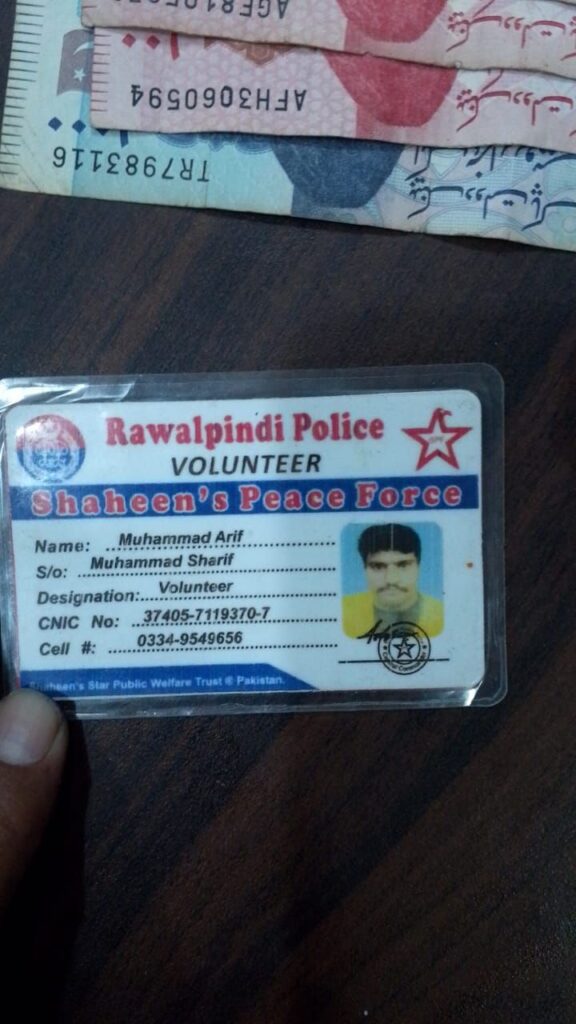 AFH3060594
TR7983116
Rawalpindi Police
VOLUNTEER
Shaheen's Peace Force
Name: Muhammad Arif
S/o: Muhammad Sharif
Designation: Volunteer
CNIC No: 37405-7119370-7
Cell #: 0334-9549656
Shaheen's Star Public Welfare Trust ® Pakistan.